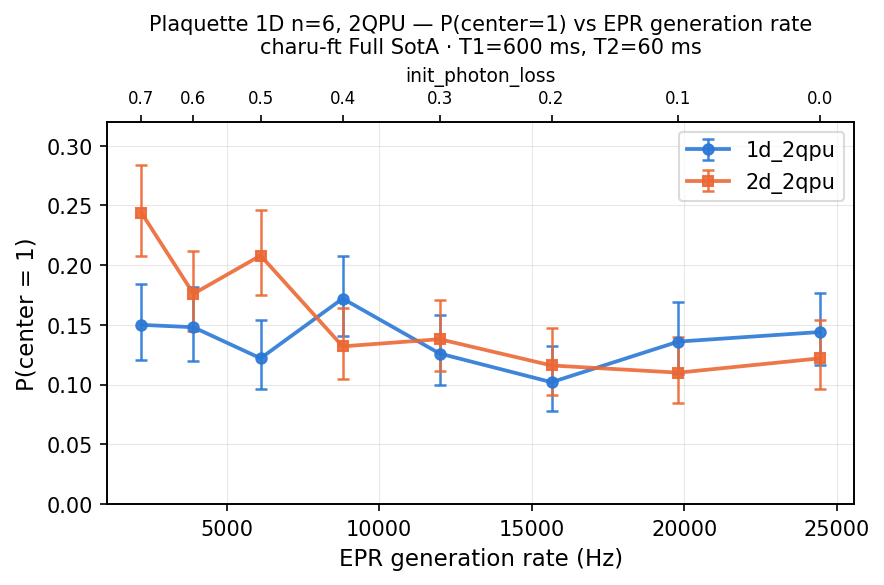 Plaquette 1D n=6, 2QPU — P(center=1) vs EPR generation rate
charu-ft Full SotA · T1=600 ms, T2=60 ms
init_photon_loss
0.7 0.6 0.5 0.4 0.3 0.2 0.1 0.0
1d_2qpu
2d_2qpu
P(center = 1)
0.30
0.25
0.20
0.15
0.10
0.05
0.00
5000 10000 15000 20000 25000
EPR generation rate (Hz)